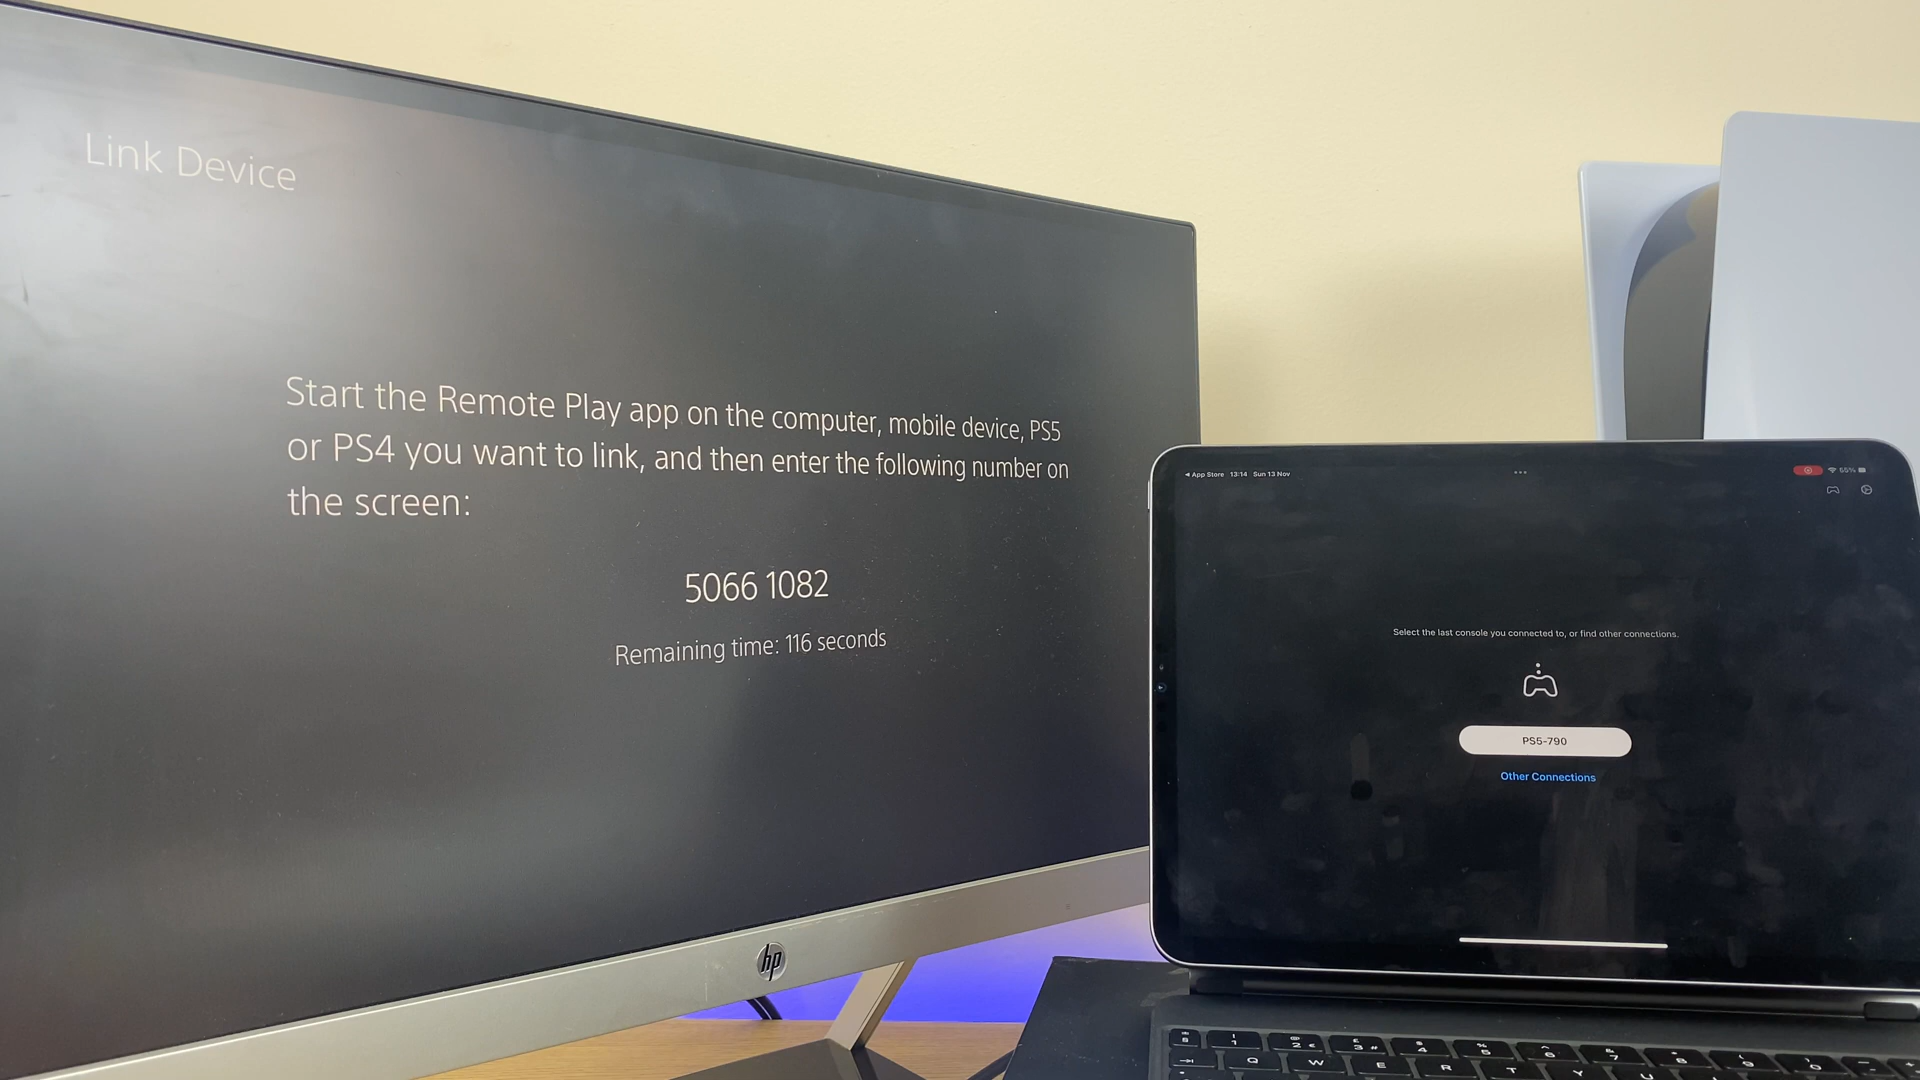 Link Device
Start the Remote Play app on the computer, mobile device, PS5
or PS4 you want to link, and then enter the following number on
the screen:
5066 1082
Remaining time: 116 seconds
hp
App Store 13:14 Sun 13 Nov
55%
Select the last console you connected to, or find other connections.
PS5-790
Other Connections
Q W E R T Y U